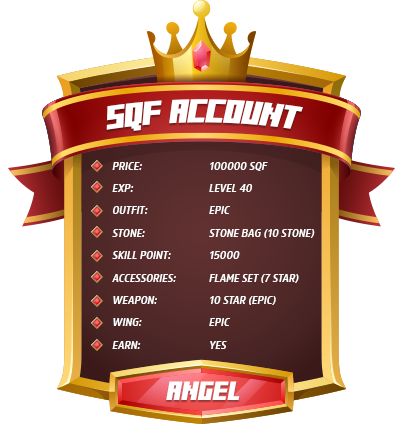 SQF ACCOUNT
PRICE: 100000 SQF
EXP: LEVEL 40
OUTFIT: EPIC
STONE: STONE BAG (10 STONE)
SKILL POINT: 15000
ACCESSORIES: FLAME SET (7 STAR)
WEAPON: 10 STAR (EPIC)
WING: EPIC
EARN: YES
ANGEL